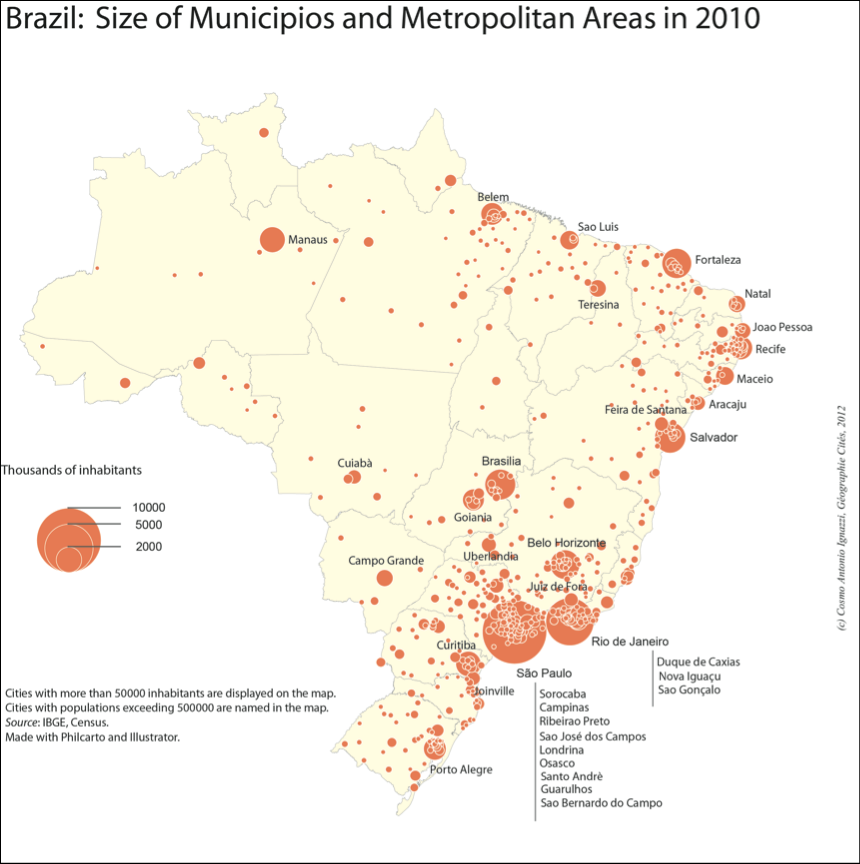 Brazil: Size of Municipios and Metropolitan Areas in 2010
Belem
Sao Luis
Manaus
Fortaleza
Teresina
Natal
Joao Pessoa
Recife
Maceio
Aracaju
Feira de Santana
Salvador
Cuiabà
Brasilia
Thousands of inhabitants
10000
5000
2000
Goiania
Belo Horizonte
Uberlandia
Campo Grande
Juiz de Fora
Rio de Janeiro
Curitiba
Duque de Caxias
Nova Iguaçu
Sao Gonçalo
São Paulo
Joinville
Sorocaba
Campinas
Ribeirao Preto
Sao José dos Campos
Londrina
Osasco
Santo Andrè
Guarulhos
Sao Bernardo do Campo
Porto Alegre
Cities with more than 50000 inhabitants are displayed on the map.
Cities with populations exceeding 500000 are named in the map.
Source: IBGE, Census.
Made with Philcarto and Illustrator.
(c) Cosmo Antonio Ignazzi, Géographie Cités, 2012